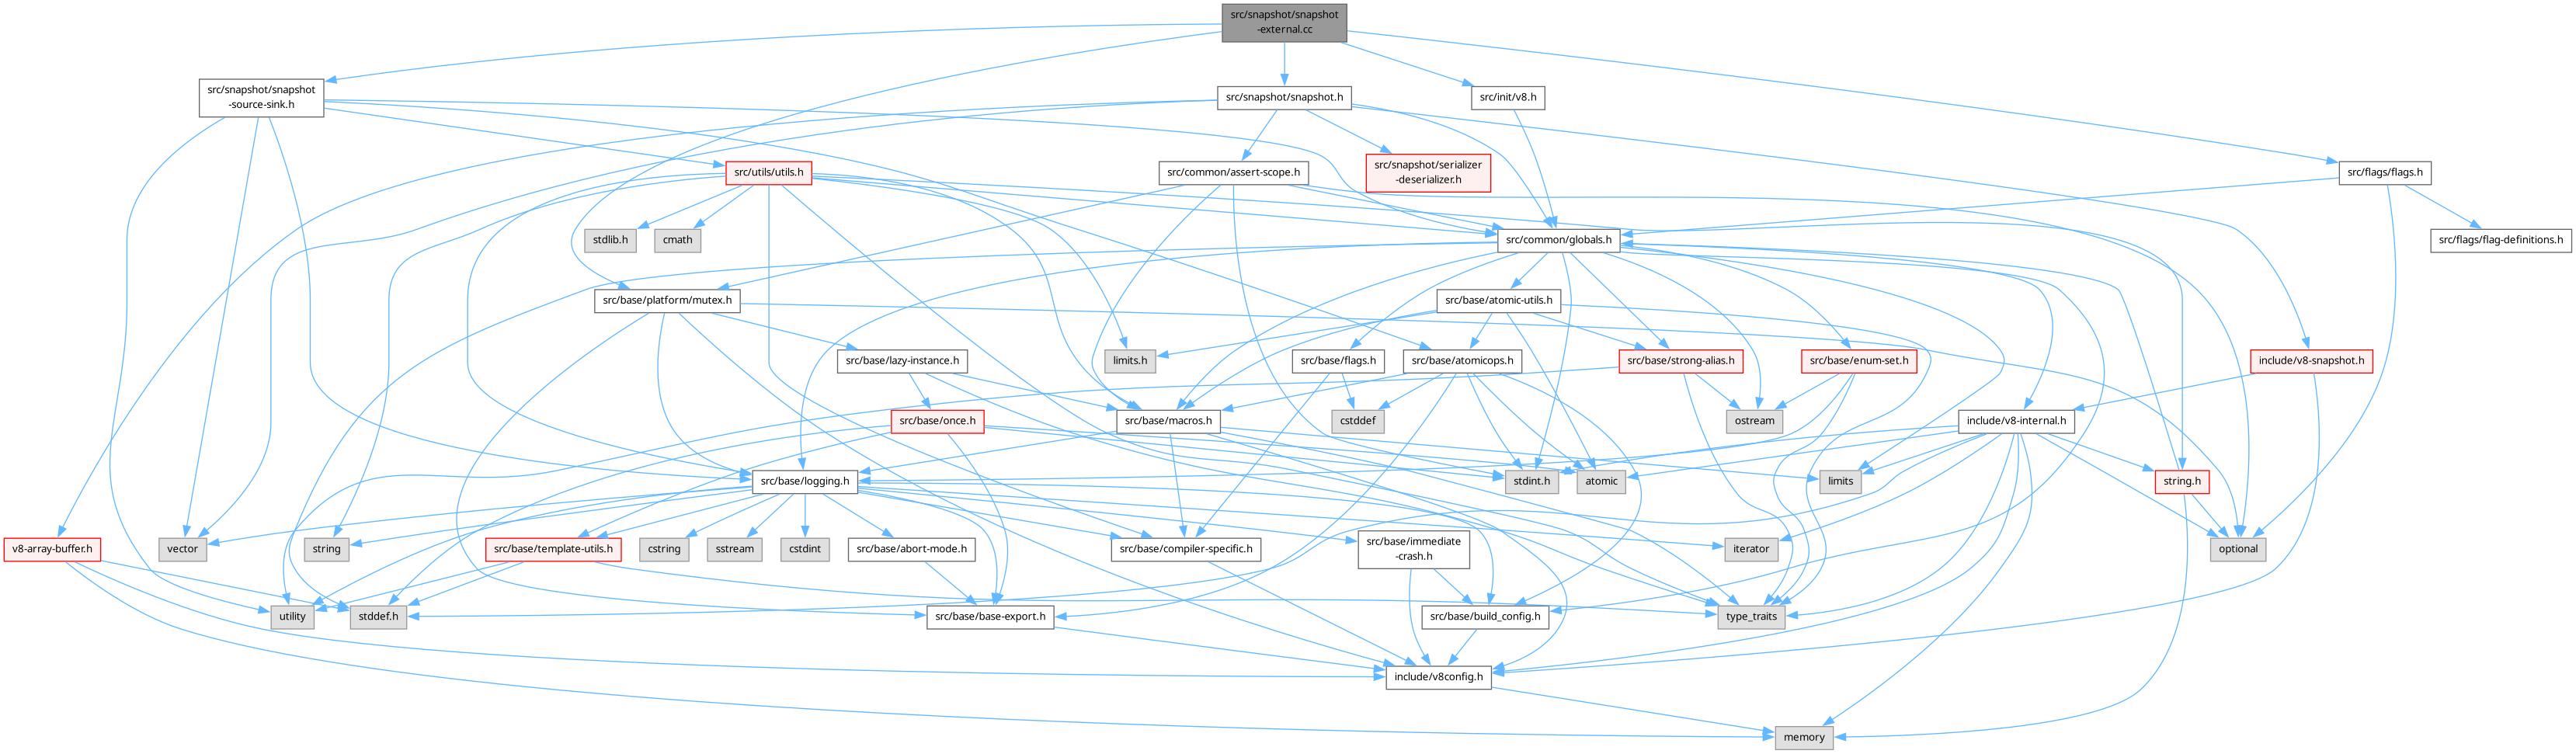 src/snapshot/snapshot
-external.cc
src/snapshot/snapshot
-source-sink.h
src/snapshot/snapshot.h
src/init/v8.h
src/utils/utils.h
src/common/assert-scope.h
src/snapshot/serializer
-deserializer.h
src/flags/flags.h
stdlib.h
cmath
src/common/globals.h
src/flags/flag-definitions.h
src/base/platform/mutex.h
src/base/atomic-utils.h
src/base/lazy-instance.h
limits.h
src/base/flags.h
src/base/atomicops.h
src/base/strong-alias.h
src/base/enum-set.h
include/v8-snapshot.h
src/base/once.h
src/base/macros.h
cstddef
ostream
include/v8-internal.h
src/base/logging.h
stdint.h
atomic
limits
string.h
v8-array-buffer.h
vector
string
src/base/template-utils.h
cstring
sstream
cstdint
src/base/abort-mode.h
src/base/compiler-specific.h
src/base/immediate
-crash.h
iterator
optional
utility
stddef.h
src/base/base-export.h
src/base/build_config.h
type_traits
include/v8config.h
memory